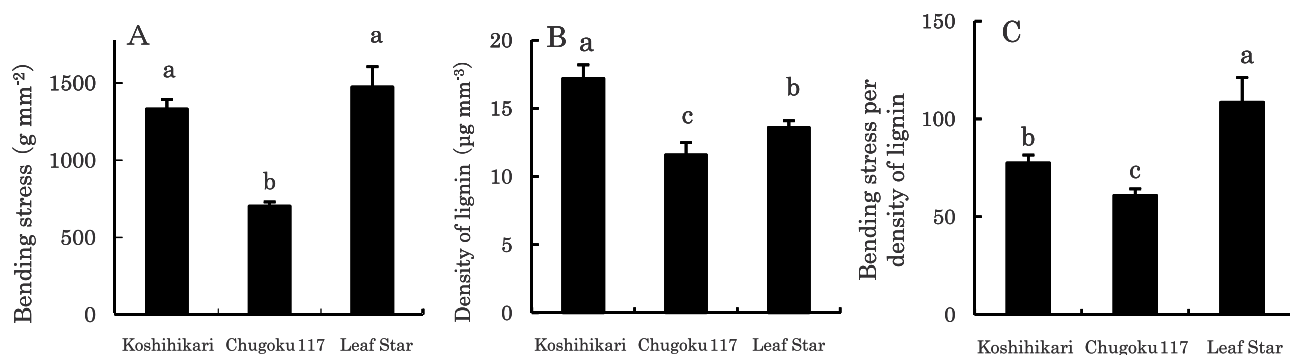 A
Bending stress (g mm-2)
1500
1000
500
0
a
b
a
Koshihikari Chugoku 117 Leaf Star
B
Density of lignin (µg mm-3)
20
15
10
5
0
a
c
b
Koshihikari Chugoku 117 Leaf Star
C
Bending stress per
density of lignin
150
100
50
0
b
c
a
Koshihikari Chugoku 117 Leaf Star